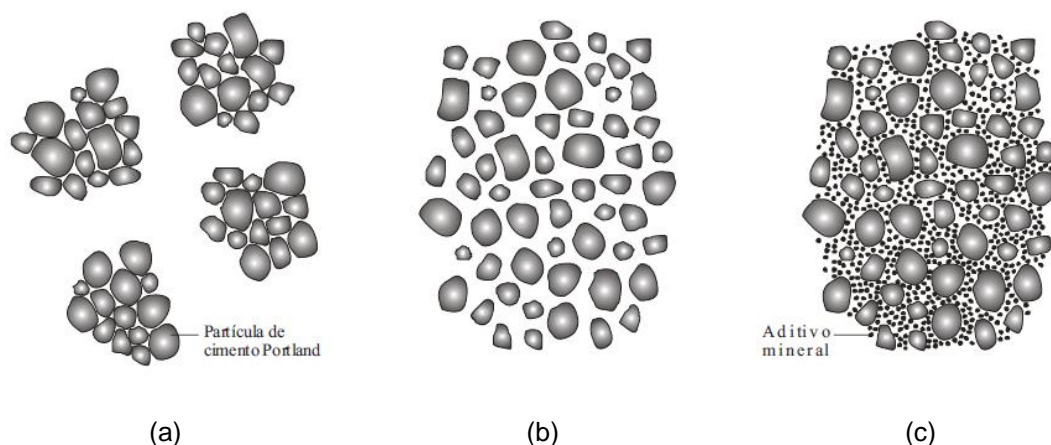 Partícula de
cimento Portland
Aditivo
mineral
(a)
(b)
(c)